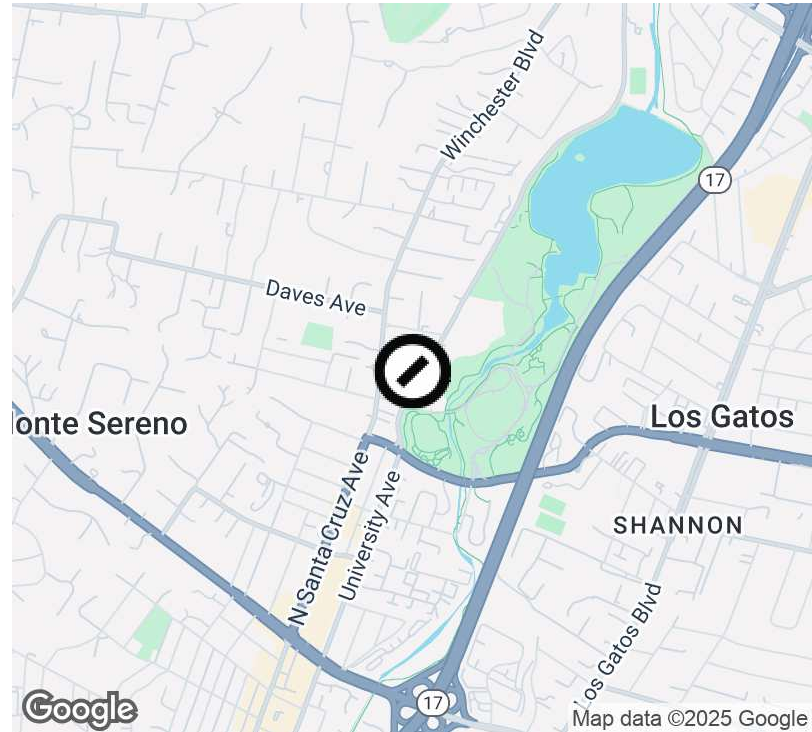 Winchester Blvd
17
Daves Ave
onte Sereno
Los Gatos
N Santa Cruz Ave
University Ave
SHANNON
Los Gatos Blvd
17
Google
Map data ©2025 Google